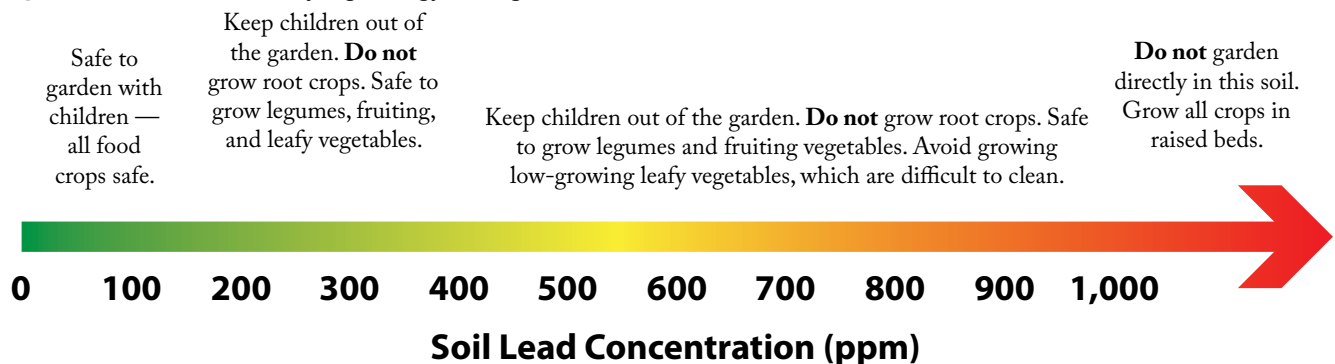 Safe to
garden with
children —
all food
crops safe.
Keep children out of
the garden. Do not
grow root crops. Safe to
grow legumes, fruiting,
and leafy vegetables.
Keep children out of the garden. Do not grow root crops. Safe
to grow legumes and fruiting vegetables. Avoid growing
low-growing leafy vegetables, which are difficult to clean.
Do not garden
directly in this soil.
Grow all crops in
raised beds.
0 100 200 300 400 500 600 700 800 900 1,000
Soil Lead Concentration (ppm)